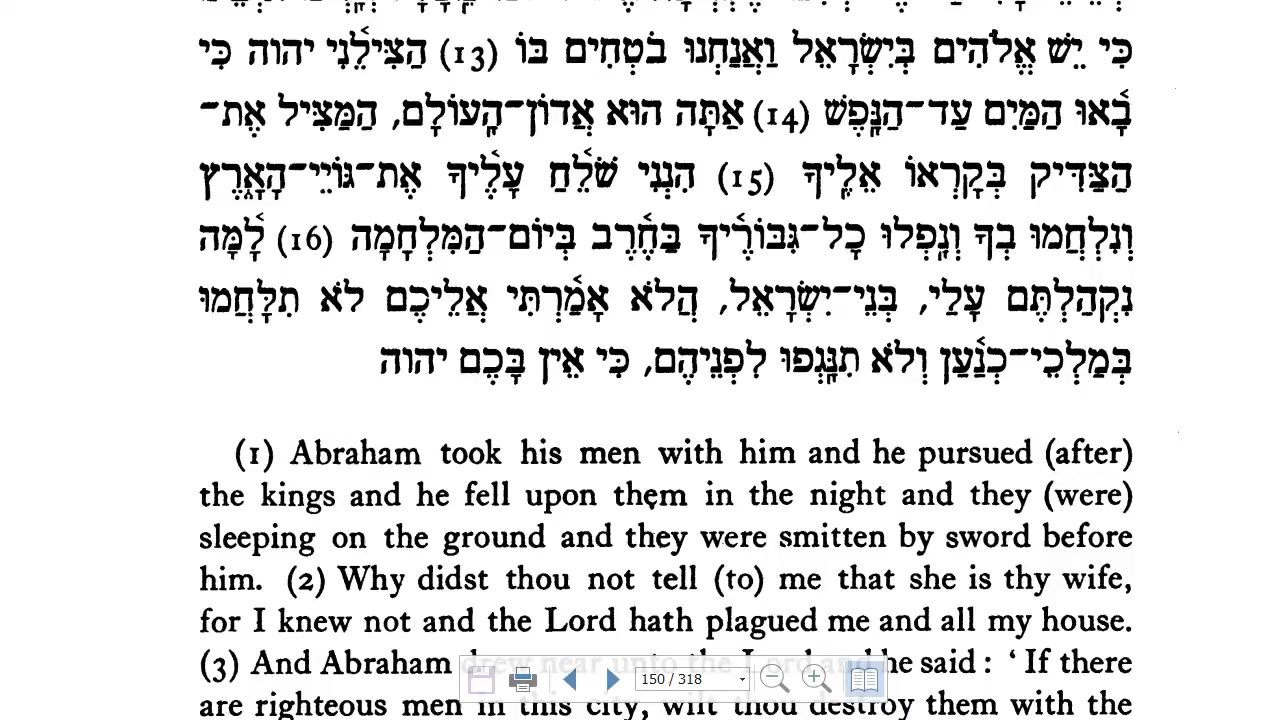 כִּי יֵשׁ אֱלֹהִים בְּיִשְׂרָאֵל וַאֲנַחְנוּ בֹטְחִים בּוֹ (13) הַצִּילֵ֫נִי יהוה כִּי
בָ֫אוּ הַמַּיִם עַד־הַנָּֽפֶשׁ (14) אַתָּה הוּא אֲדוֹן־הָעוֹלָם, הַמַּצִּיל אֶת־
הַצַּדִּיק בְּקָרְאוֹ אֵלֶיךָ (15) הִנְנִי שֹׁלֵ֫חַ עָלֶ֫יךָ אֶת־גּוֹיֵי־הָאָֽרֶץ
וְנִלְחֲמוּ בְךָ וְנָֽפְלוּ כָל־גִּבּוֹרֶ֫יךָ בַּחֶ֫רֶב בְּיוֹם־הַמִּלְחָמָה (16) לָ֫מָּה
נִקְהַלְתֶּם עָלַי, בְּנֵי־יִשְׂרָאֵל, הֲלֹא אָמַ֫רְתִּי אֲלֵיכֶם לֹא תִלָּֽחֲמוּ
בְּמַלְכֵי־כְנַ֫עַן וְלֹא תִנָּֽגְפוּ לִפְנֵיהֶם, כִּי אֵין בָּכֶם יהוה
(1) Abraham took his men with him and he pursued (after)
the kings and he fell upon them in the night and they (were)
sleeping on the ground and they were smitten by sword before
him. (2) Why didst thou not tell (to) me that she is thy wife,
for I knew not and the Lord hath plagued me and all my house.
(3) And Abraham drew near unto the Lord and he said : ‘ If there
are righteous men in this city, wilt thou destroy them with the
150 / 318